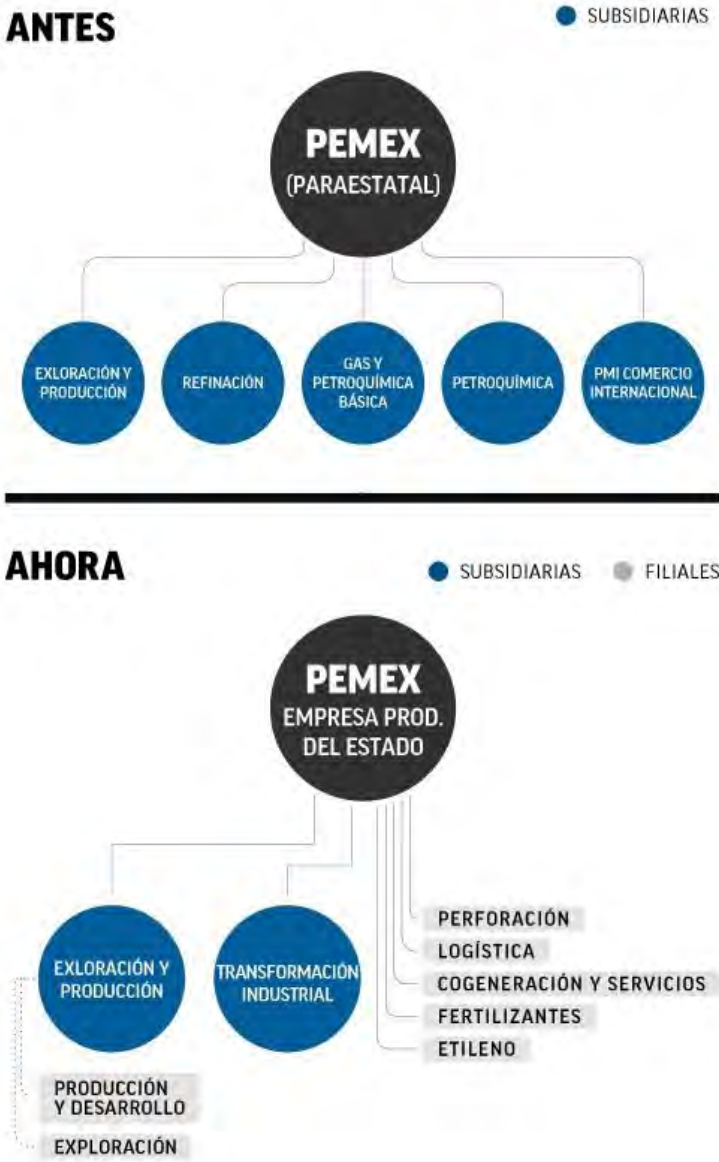 ANTES
SUBSIDIARIAS
PEMEX
(PARAESTATAL)
EXLORACIÓN Y
PRODUCCIÓN
REFINACIÓN
GAS Y
PETROQUÍMICA
BÁSICA
PETROQUÍMICA
PMI COMERCIO
INTERNACIONAL
AHORA
SUBSIDIARIAS
FILIALES
PEMEX
EMPRESA PROD.
DEL ESTADO
EXLORACIÓN Y
PRODUCCIÓN
TRANSFORMACIÓN
INDUSTRIAL
PERFORACIÓN
LOGÍSTICA
COGENERACIÓN Y SERVICIOS
FERTILIZANTES
ETILENO
PRODUCCIÓN
Y DESARROLLO
EXPLORACIÓN